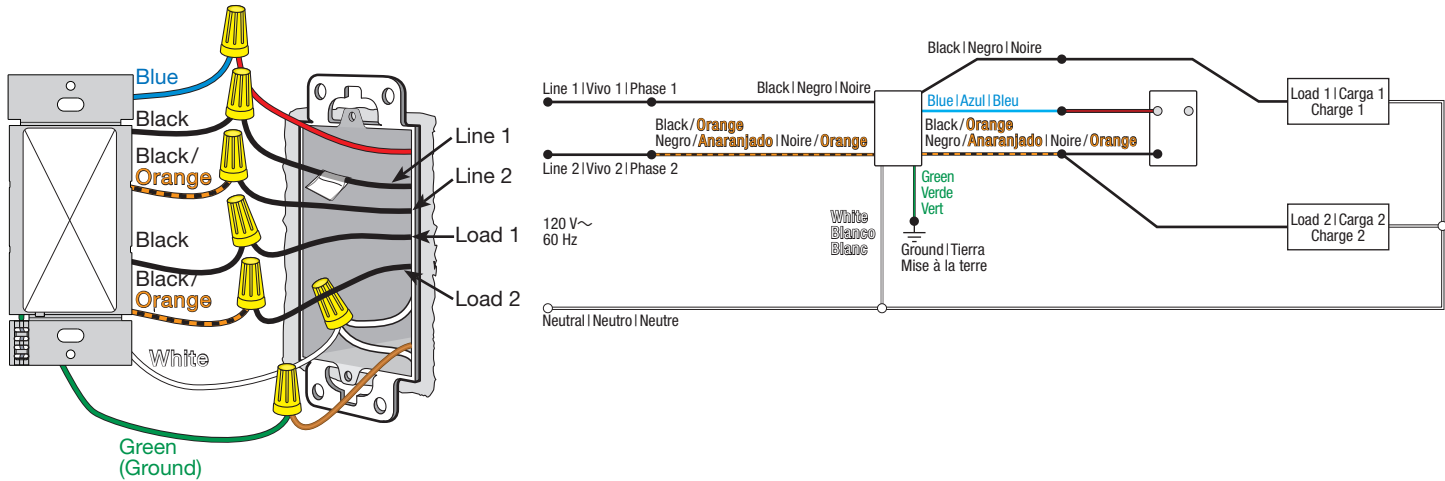 Blue
Black
Black/
Orange
Black
Black/
Orange
White
Green
(Ground)
Line 1
Line 2
Load 1
Load 2
Line 1 | Vivo 1 | Phase 1
Black | Negro | Noire
Black / Orange
Negro / Anaranjado | Noire / Orange
Line 2 | Vivo 2 | Phase 2
120 V~
60 Hz
White
Blanco
Blanc
Neutral | Neutro | Neutre
Black | Negro | Noire
Blue | Azul | Bleu
Black / Orange
Negro / Anaranjado | Noire / Orange
Green
Verde
Vert
Ground | Tierra
Mise à la terre
Load 1 | Carga 1
Charge 1
Load 2 | Carga 2
Charge 2